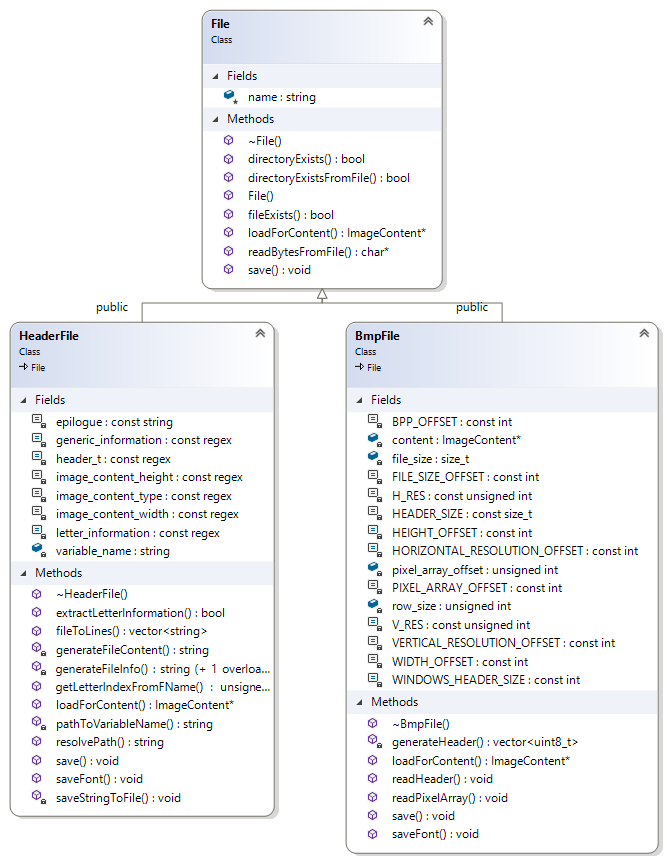 File
Class
Fields
name : string
Methods
~File()
directoryExists() : bool
directoryExistsFromFile() : bool
File()
fileExists() : bool
loadForContent() : ImageContent*
readBytesFromFile() : char*
save() : void
public
public
HeaderFile
Class
File
Fields
epilogue : const string
generic_information : const regex
header_t : const regex
image_content_height : const regex
image_content_type : const regex
image_content_width : const regex
letter_information : const regex
variable_name : string
Methods
~HeaderFile()
extractLetterInformation() : bool
fileToLines() : vector<string>
generateFileContent() : string
generateFileInfo() : string (+ 1 overloa...
getLetterIndexFromFName() : unsigne...
loadForContent() : ImageContent*
pathToVariableName() : string
resolvePath() : string
save() : void
saveFont() : void
saveStringToFile() : void
BmpFile
Class
File
Fields
BPP_OFFSET : const int
content : ImageContent*
file_size : size_t
FILE_SIZE_OFFSET : const int
H_RES : const unsigned int
HEADER_SIZE : const size_t
HEIGHT_OFFSET : const int
HORIZONTAL_RESOLUTION_OFFSET : const int
pixel_array_offset : unsigned int
PIXEL_ARRAY_OFFSET : const int
row_size : unsigned int
V_RES : const unsigned int
VERTICAL_RESOLUTION_OFFSET : const int
WIDTH_OFFSET : const int
WINDOWS_HEADER_SIZE : const int
Methods
~BmpFile()
generateHeader() : vector<uint8_t>
loadForContent() : ImageContent*
readHeader() : void
readPixelArray() : void
save() : void
saveFont() : void